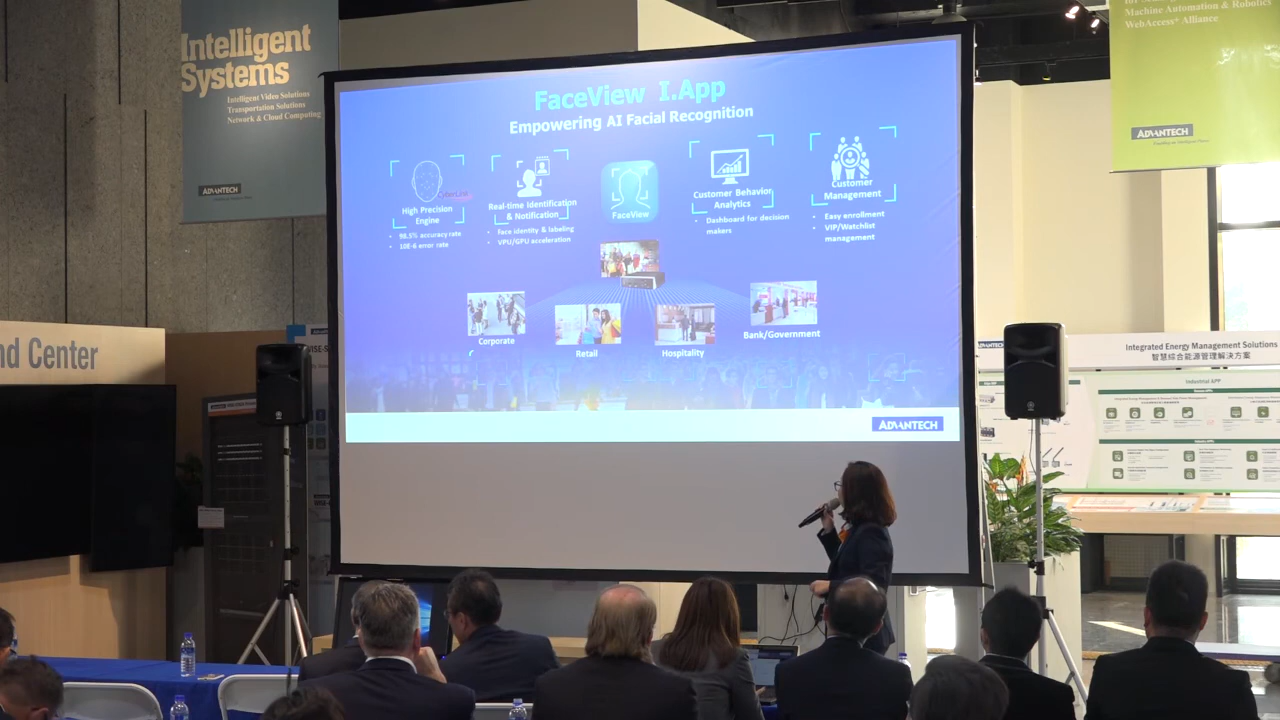 Intelligent
Systems
Intelligent Video Solutions
Transportation Solutions
Network & Cloud Computing
ADVANTECH
Machine Automation & Robotics
WebAccess+ Alliance
ADVANTECH
FaceView I.App
Empowering AI Facial Recognition
CyberLink
High Precision
Engine
• 98.5% accuracy rate
• 10E-6 error rate
Real-time Identification
& Notification
• Face identity & labeling
• VPU/GPU acceleration
FaceView
Customer Behavior
Analytics
• Dashboard for decision
makers
Customer
Management
• Easy enrollment
• VIP/Watchlist
management
Corporate
Retail
Hospitality
Bank/Government
ADVANTECH
nd Center
ADVANTECH
Integrated Energy Management Solutions
智慧綜合能源管理解決方案
Industrial APP